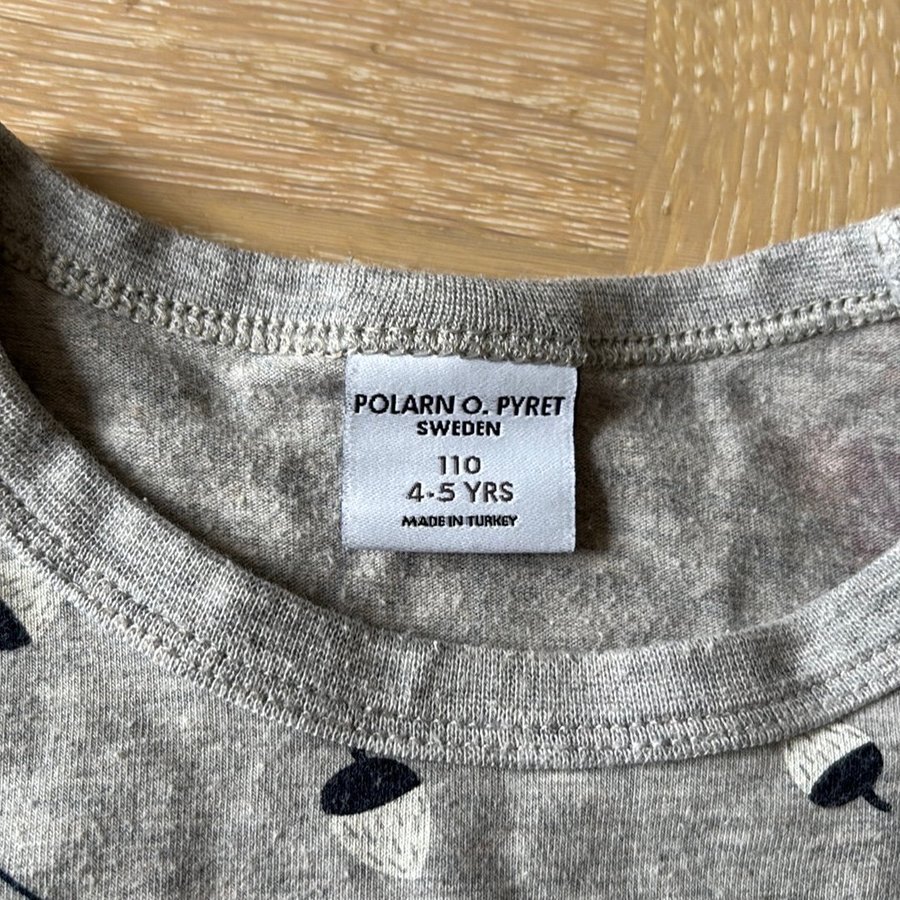 POLARN O. PYRET
SWEDEN
110
4-5 YRS
MADE IN TURKEY